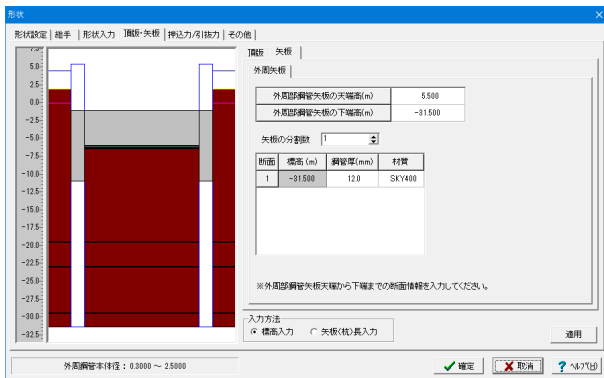 形状
形状設定 継手 形状入力 頂版・矢板 押込力/引抜力 その他
頂版 矢板
外周矢板
外周部鋼管矢板の天端高(m) 5.500
外周部鋼管矢板の下端高(m) -31.500
矢板の分割数 1
断面 標高(m) 鋼管厚(mm) 材質
1 -31.500 12.0 SKY400
※外周部鋼管矢板天端から下端までの断面情報を入力してください。
7.5
5.0
2.5
0.0
-2.5
-5.0
-7.5
-10.0
-12.5
-15.0
-17.5
-20.0
-22.5
-25.0
-27.5
-30.0
-32.5
入力方法
標高入力 矢板(杭)長入力
適用
外周鋼管本体径 : 0.3000 ～ 2.5000
確定 取消 ? ヘルプ(H)